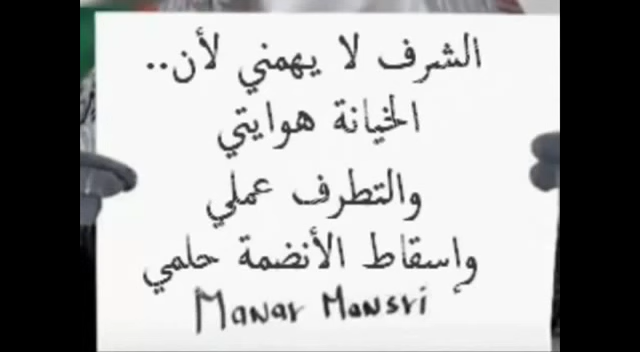 الشرف لا يهمني لأن..
الخيانة هوايتي
والتطرف عملي
وإسقاط الأنضمة حلمي
Manar Mansri